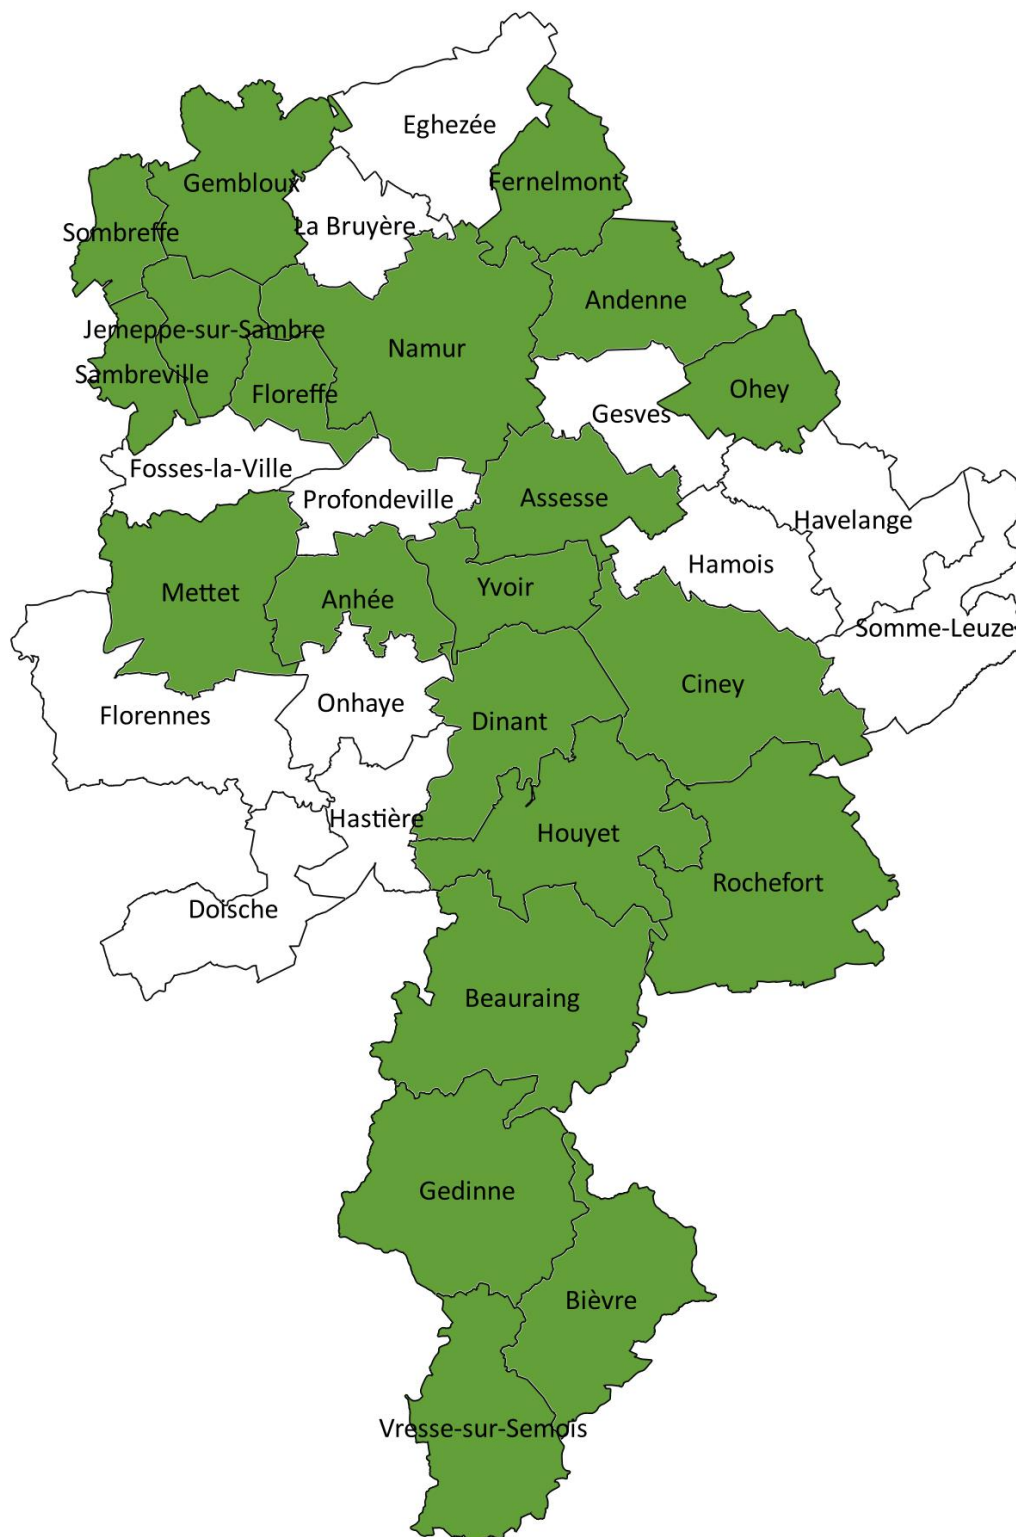 Eghezée
Gembloux
Fernelmont
La Bruyère
Sombreffe
Andenne
Jemeppe-sur-Sambre
Namur
Sambreville
Floreffe
Ohey
Gesves
Fosses-la-Ville
Profondeville
Assesse
Havelange
Hamois
Mettet
Anhée
Yvoir
Somme-Leuze
Ciney
Onhaye
Florennes
Dinant
Hastière
Houyet
Rochefort
Doische
Beauraing
Gedinne
Bièvre
Vresse-sur-Semois